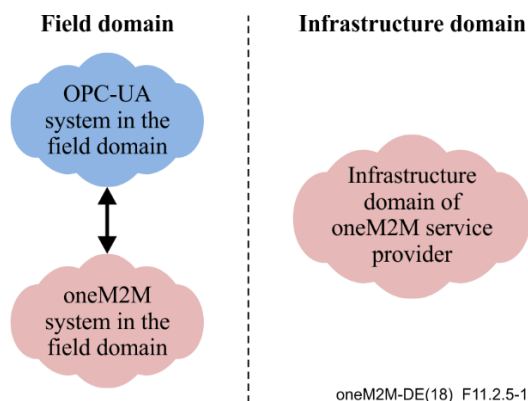 Field domain
Infrastructure domain
OPC-UA
system in the
field domain
Infrastructure
domain of
oneM2M service
provider
oneM2M
system in the
field domain
oneM2M-DE(18)_F11.2.5-1